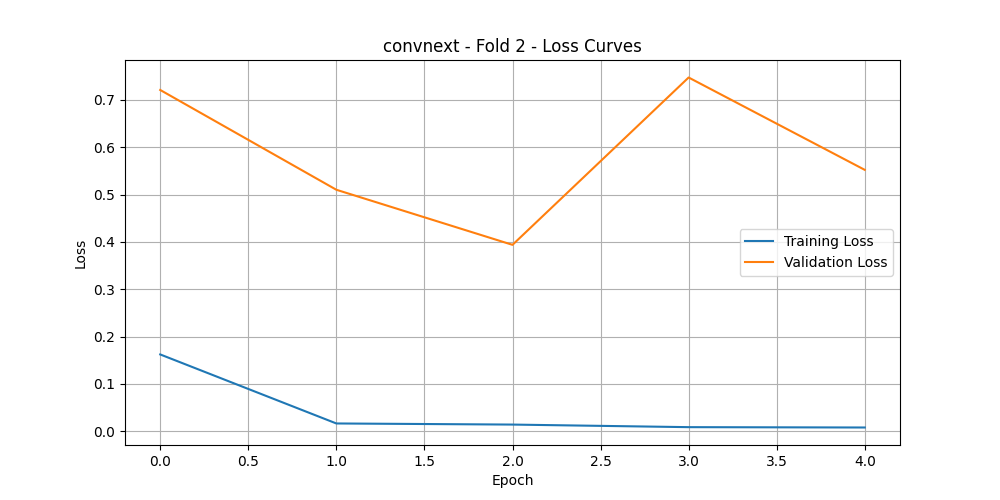 convnext - Fold 2 - Loss Curves
0.7
0.6
0.5
0.4
0.3
0.2
0.1
0.0
Loss
Training Loss
Validation Loss
0.0 0.5 1.0 1.5 2.0 2.5 3.0 3.5 4.0
Epoch